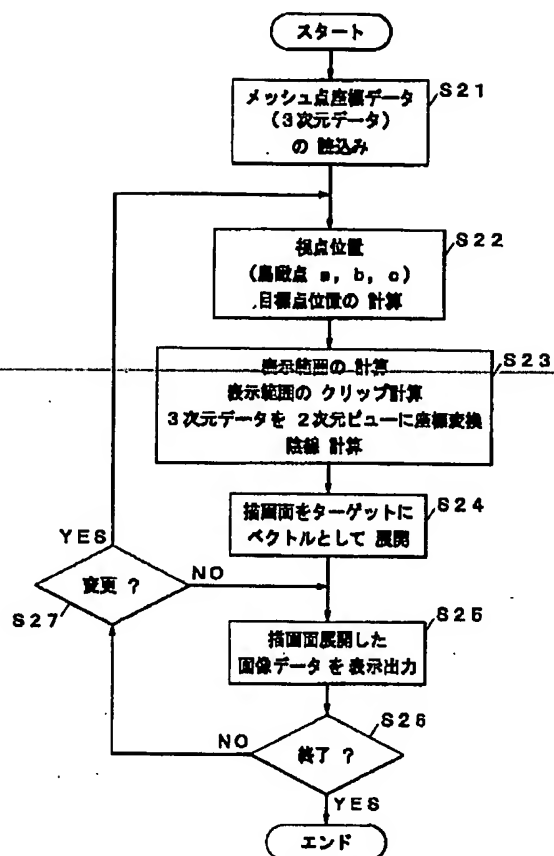 スタート
メッシュ点座標データ
(3次元データ)
の 読込み
S21
視点位置
(鳥瞰点 a, b, c)
目標点位置の 計算
S22
表示範囲の 計算
表示範囲の クリップ計算
3次元データを 2次元ビューに座標変換
陰線 計算
S23
描画面をターゲットに
ベクトルとして 展開
S24
YES
変更 ?
NO
S27
描画面展開した
画像データ を 表示出力
S25
終了 ?
S26
NO
YES
エンド